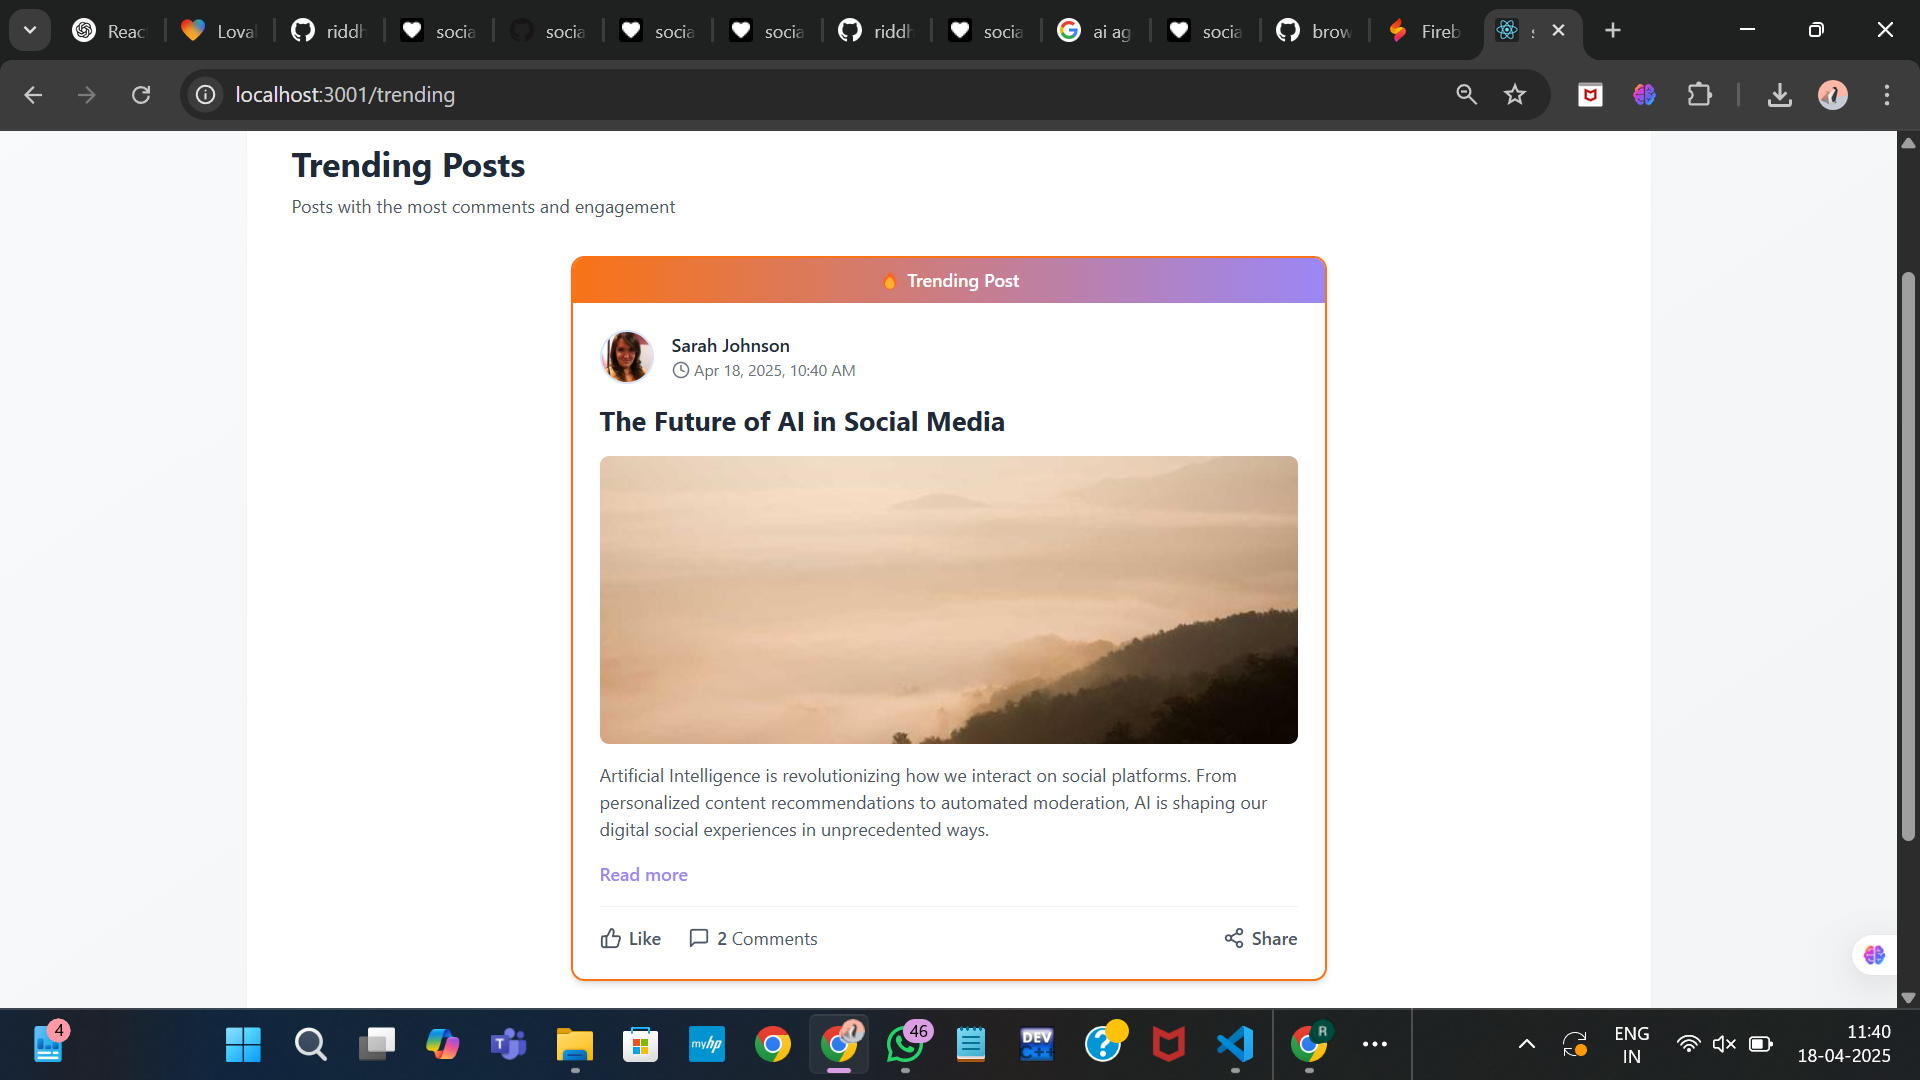 Reac
Loval
riddh
socia
socia
socia
socia
riddh
socia
ai ag
socia
brow
Fireb
s
localhost:3001/trending
Trending Posts
Posts with the most comments and engagement
Trending Post
Sarah Johnson
Apr 18, 2025, 10:40 AM
The Future of AI in Social Media
Artificial Intelligence is revolutionizing how we interact on social platforms. From
personalized content recommendations to automated moderation, AI is shaping our
digital social experiences in unprecedented ways.
Read more
Like
2 Comments
Share
4
T
myhp
46
DEV
C++
?
R
ENG
IN
11:40
18-04-2025